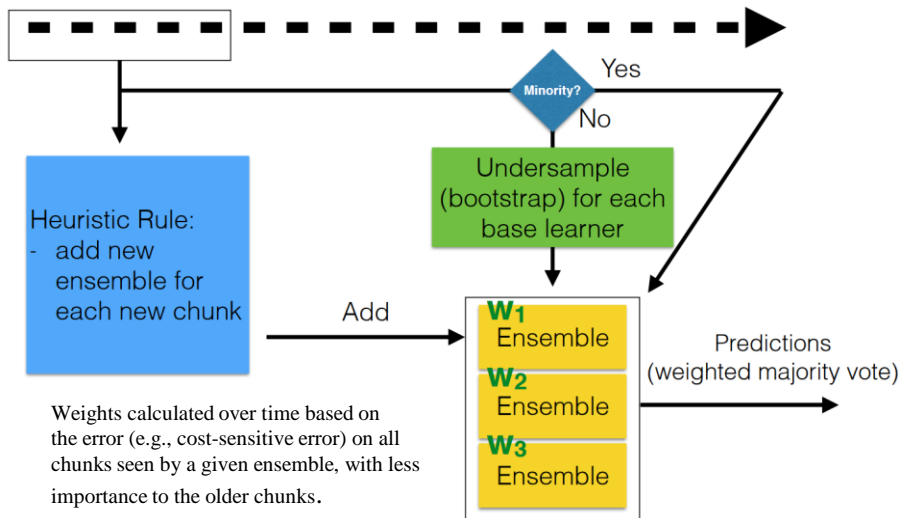 Yes
Minority?
No
Undersample
(bootstrap) for each
base learner
Heuristic Rule:
- add new
ensemble for
each new chunk
Add
W1
Ensemble
W2
Ensemble
W3
Ensemble
Predictions
(weighted majority vote)
Weights calculated over time based on
the error (e.g., cost-sensitive error) on all
chunks seen by a given ensemble, with less
importance to the older chunks.